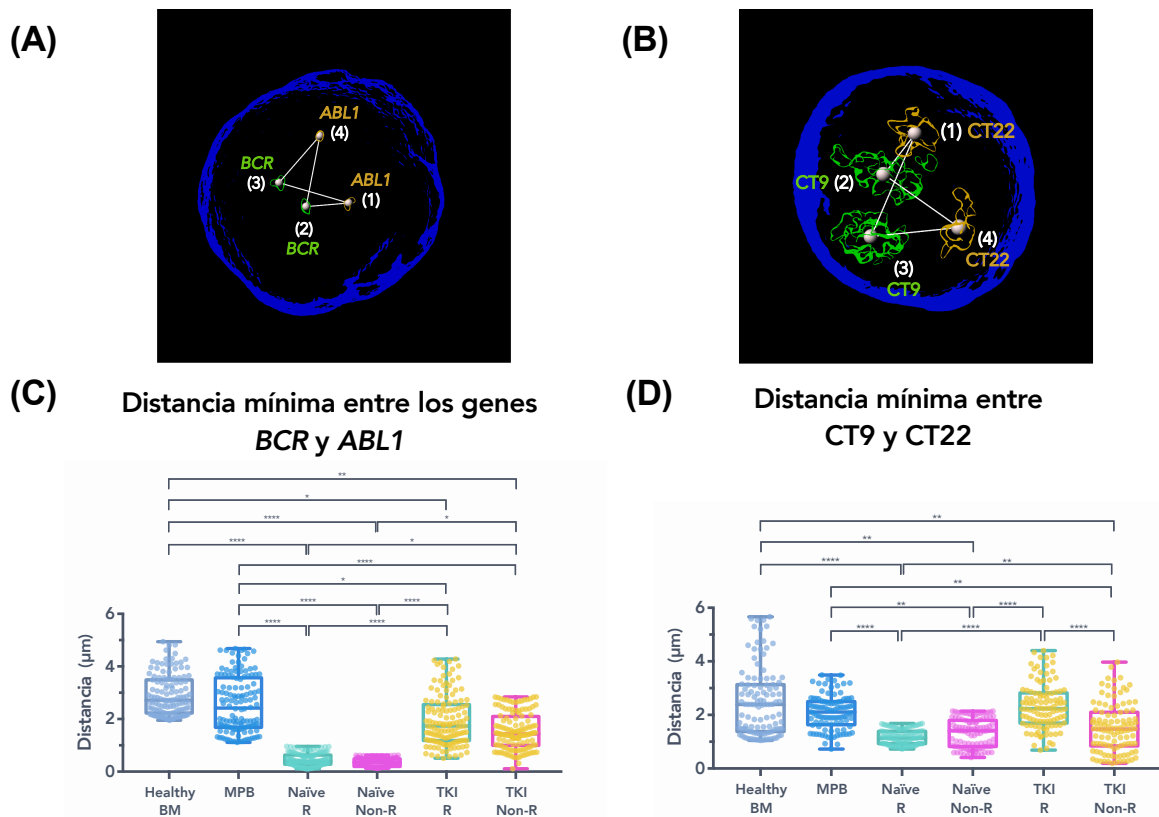 (A)
ABL1
(4)
BCR
(3)
ABL1
(1)
(2)
BCR
(B)
(1) CT22
CT9 (2)
(4)
CT22
(3)
CT9
(C)
Distancia mínima entre los genes
BCR y ABL1
**
*
****
*
****
*
****
*
****
****
****
****
Distancia (μm)
6
4
2
0
Healthy
BM
MPB
Naïve
R
Naïve
Non-R
TKI
R
TKI
Non-R
(D)
Distancia mínima entre
CT9 y CT22
**
**
****
**
**
**
****
****
****
****
Distancia (μm)
6
4
2
0
Healthy
BM
MPB
Naïve
R
Naïve
Non-R
TKI
R
TKI
Non-R